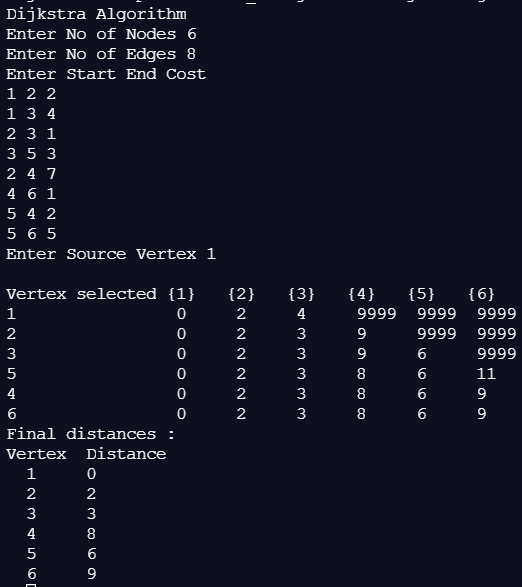 Dijkstra Algorithm
Enter No of Nodes 6
Enter No of Edges 8
Enter Start End Cost
1 2 2
1 3 4
2 3 1
3 5 3
2 4 7
4 6 1
5 4 2
5 6 5
Enter Source Vertex 1
Vertex selected {1} {2} {3} {4} {5} {6}
1 0 2 4 9999 9999 9999
2 0 2 3 9 9999 9999
3 0 2 3 9 6 9999
5 0 2 3 8 6 11
4 0 2 3 8 6 9
6 0 2 3 8 6 9
Final distances :
Vertex Distance
1 0
2 2
3 3
4 8
5 6
6 9